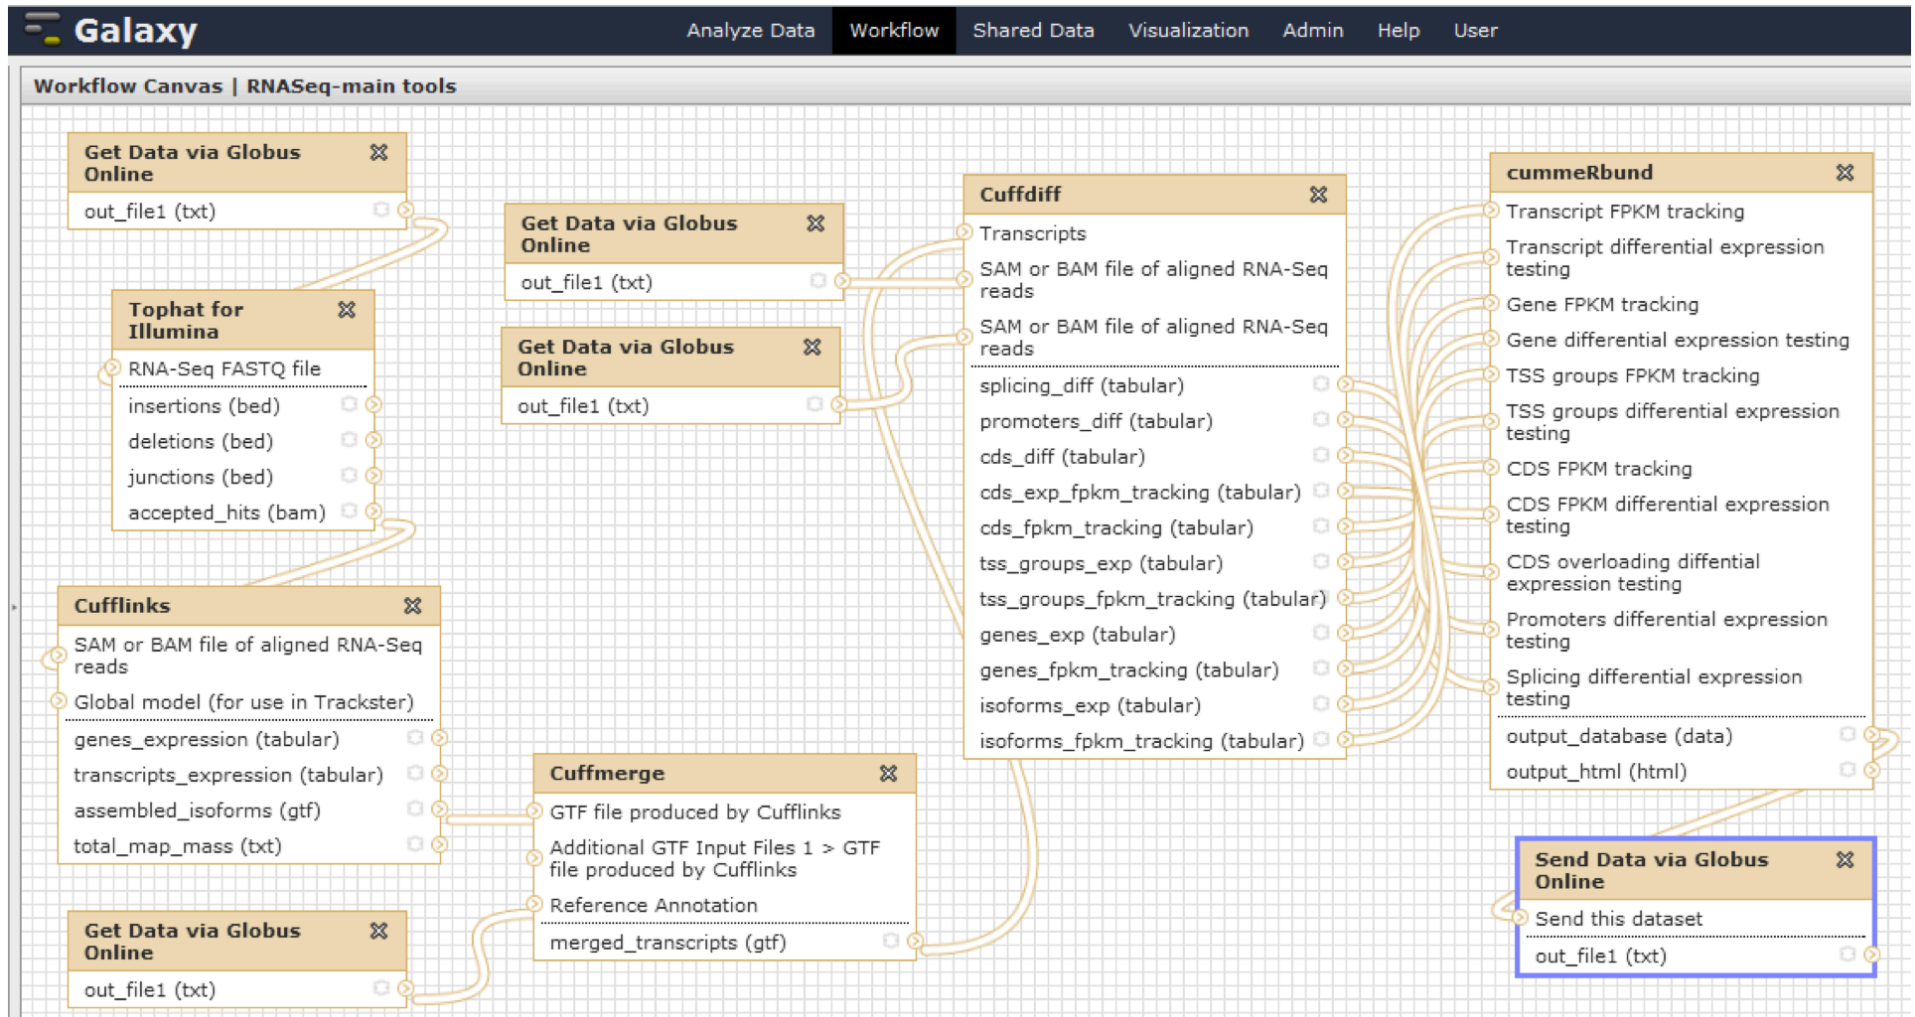 Galaxy
Analyze Data
Workflow
Shared Data
Visualization
Admin
Help
User
Workflow Canvas | RNASeq-main tools
Get Data via Globus
Online
out_file1 (txt)
Tophat for
Illumina
RNA-Seq FASTQ file
insertions (bed)
deletions (bed)
junctions (bed)
accepted_hits (bam)
Cufflinks
SAM or BAM file of aligned RNA-Seq
reads
Global model (for use in Trackster)
genes_expression (tabular)
transcripts_expression (tabular)
assembled_isoforms (gtf)
total_map_mass (txt)
Get Data via Globus
Online
out_file1 (txt)
Get Data via Globus
Online
out_file1 (txt)
Get Data via Globus
Online
out_file1 (txt)
Cuffmerge
GTF file produced by Cufflinks
Additional GTF Input Files 1 > GTF
file produced by Cufflinks
Reference Annotation
merged_transcripts (gtf)
Cuffdiff
Transcripts
SAM or BAM file of aligned RNA-Seq
reads
SAM or BAM file of aligned RNA-Seq
reads
splicing_diff (tabular)
promoters_diff (tabular)
cds_diff (tabular)
cds_exp_fpkm_tracking (tabular)
cds_fpkm_tracking (tabular)
tss_groups_exp (tabular)
tss_groups_fpkm_tracking (tabular)
genes_exp (tabular)
genes_fpkm_tracking (tabular)
isoforms_exp (tabular)
isoforms_fpkm_tracking (tabular)
cummeRbund
Transcript FPKM tracking
Transcript differential expression
testing
Gene FPKM tracking
Gene differential expression testing
TSS groups FPKM tracking
TSS groups differential expression
testing
CDS FPKM tracking
CDS FPKM differential expression
testing
CDS overloading diffential
expression testing
Promoters differential expression
testing
Splicing differential expression
testing
output_database (data)
output_html (html)
Send Data via Globus
Online
Send this dataset
out_file1 (txt)